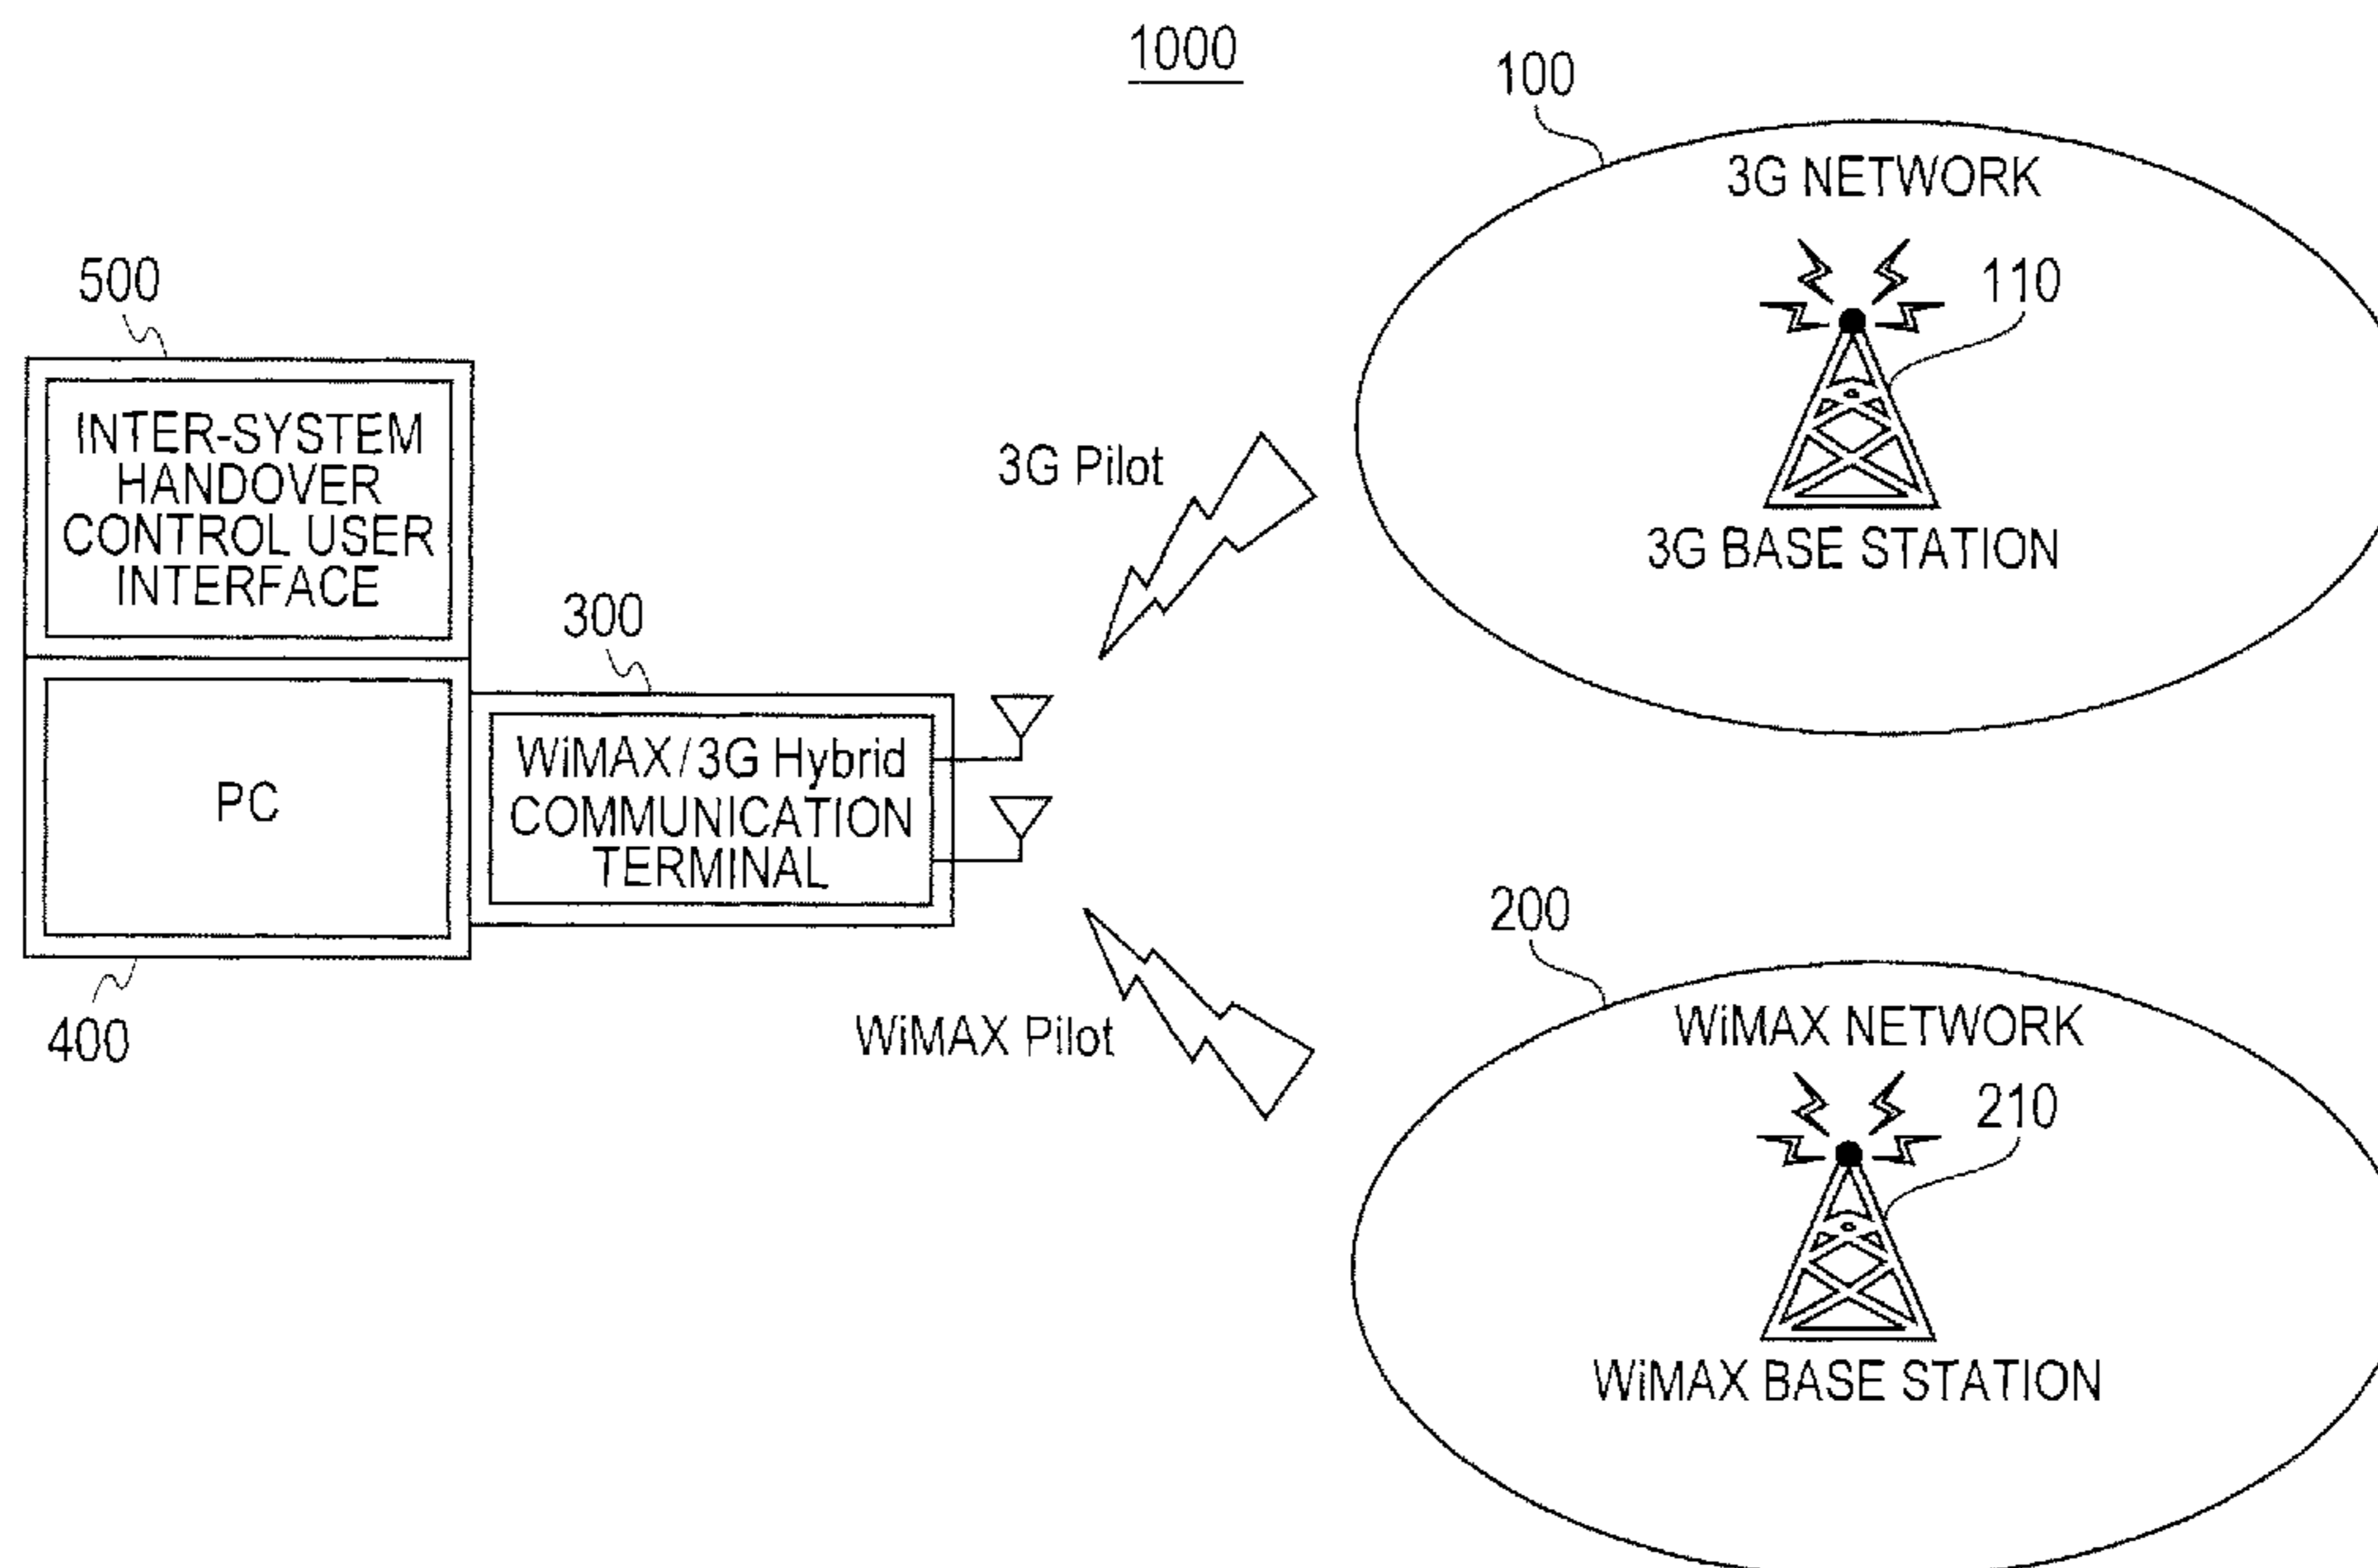 1000
100
3G NETWORK
110
3G BASE STATION
500
INTER-SYSTEM
HANDOVER
CONTROL USER
INTERFACE
3G Pilot
300
PC
WiMAX/3G Hybrid
COMMUNICATION
TERMINAL
400
WiMAX Pilot
200
WiMAX NETWORK
210
WiMAX BASE STATION